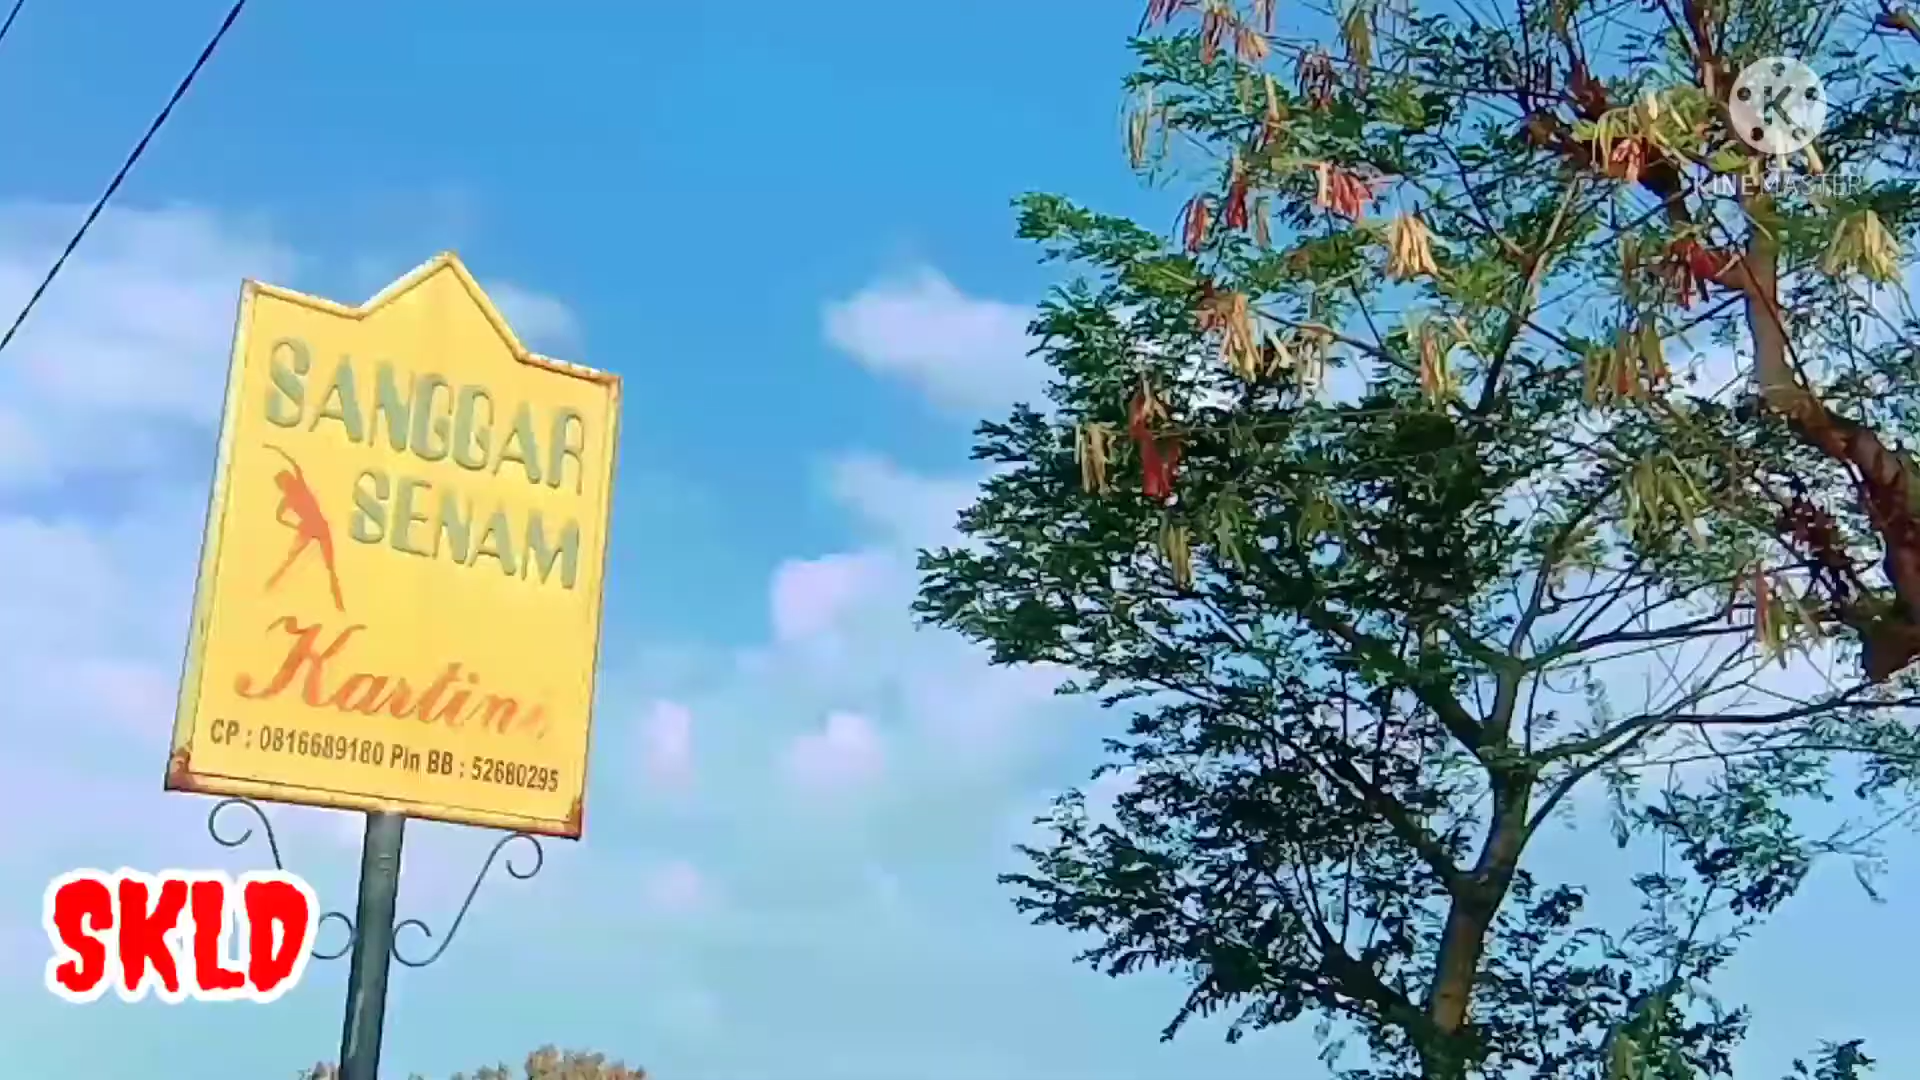 SANGGAR
SENAM
Kartini
CP : 0816689180 Pin BB : 52680295
SKLD
KINEMASTER